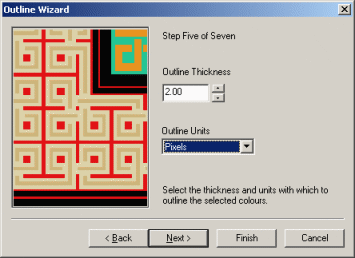 Outline Wizard
Step Five of Seven
Outline Thickness
2.00
Outline Units
Pixels
Select the thickness and units with which to
outline the selected colours.
< Back
Next >
Finish
Cancel